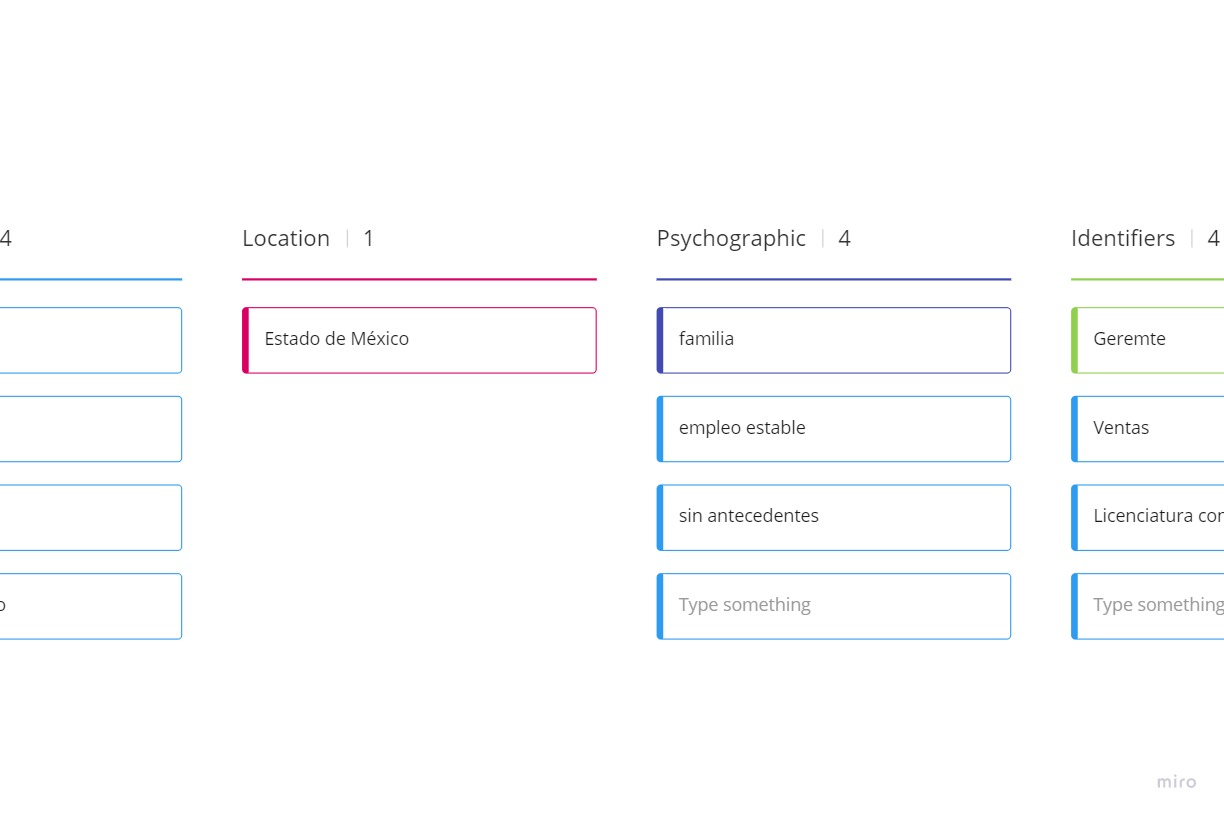 4
Location | 1
Psychographic | 4
Identifiers | 4
Estado de México
familia
Geremte
empleo estable
Ventas
sin antecedentes
Licenciatura
o
Type something
Type something
miro